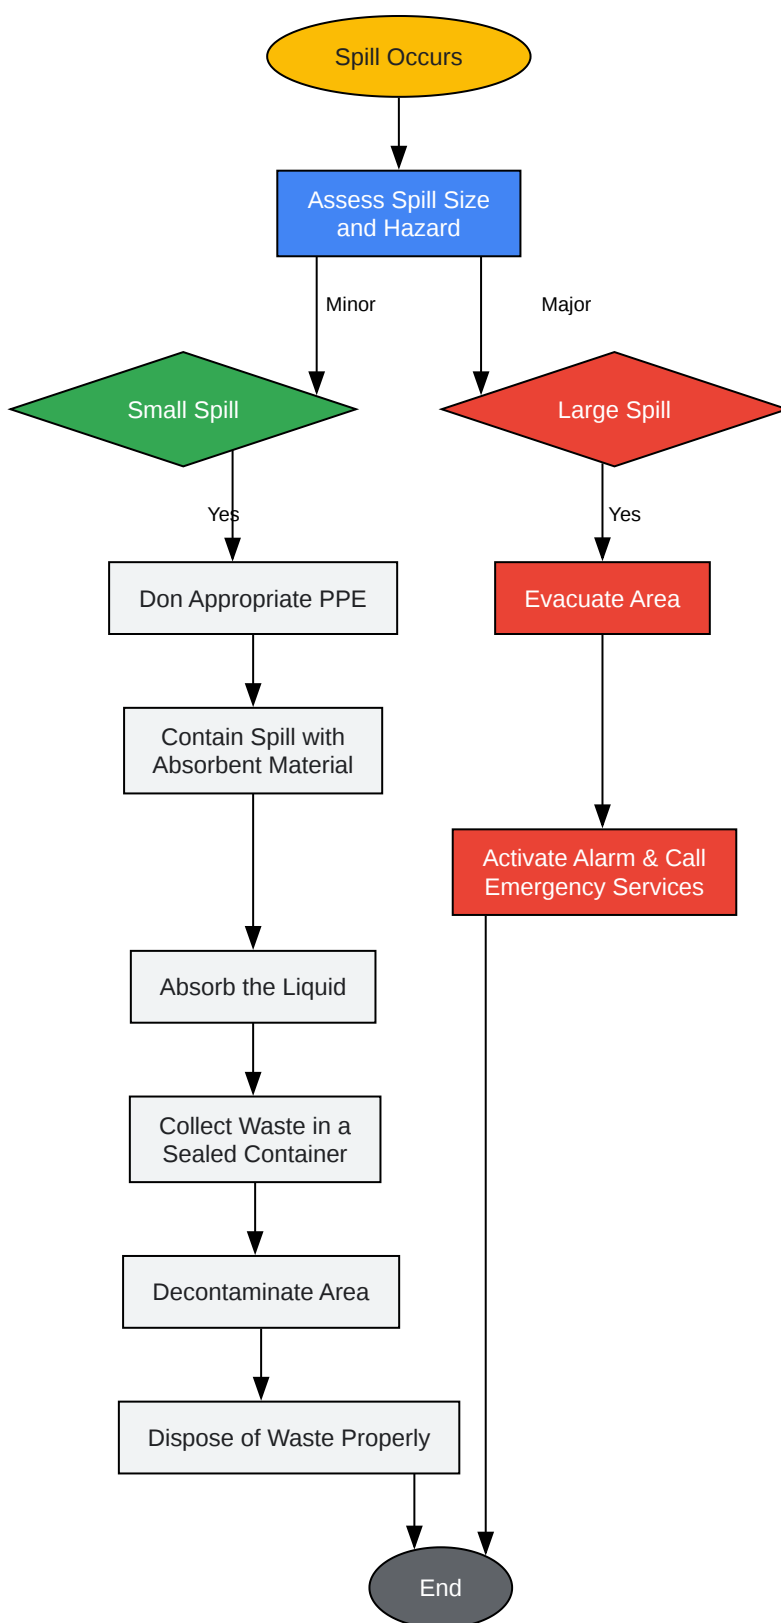 Spill Occurs
Assess Spill Size
and Hazard
Minor
Major
Small Spill
Large Spill
Yes
Yes
Don Appropriate PPE
Evacuate Area
Contain Spill with
Absorbent Material
Activate Alarm & Call
Emergency Services
Absorb the Liquid
Collect Waste in a
Sealed Container
Decontaminate Area
Dispose of Waste Properly
End